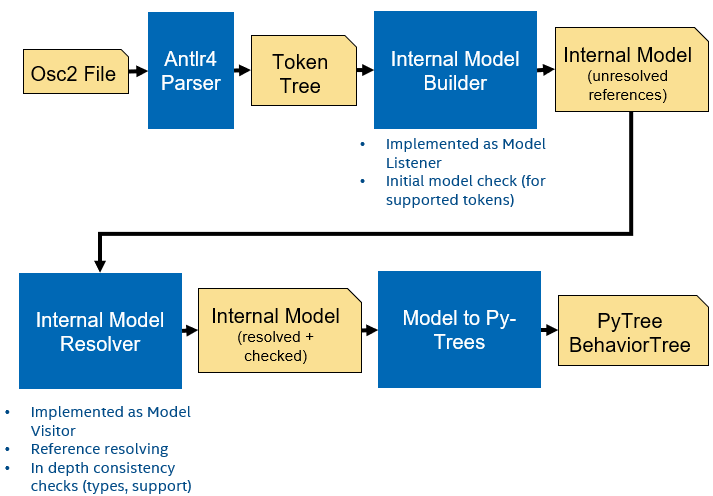 Osc2 File
Antlr4
Parser
Token
Tree
Internal Model
Builder
Internal Model
(unresolved
references)
• Implemented as Model
Listener
• Initial model check (for
supported tokens)
Internal Model
Resolver
Internal Model
(resolved +
checked)
Model to Py-
Trees
PyTree
BehaviorTree
• Implemented as Model
Visitor
• Reference resolving
• In depth consistency
checks (types, support)